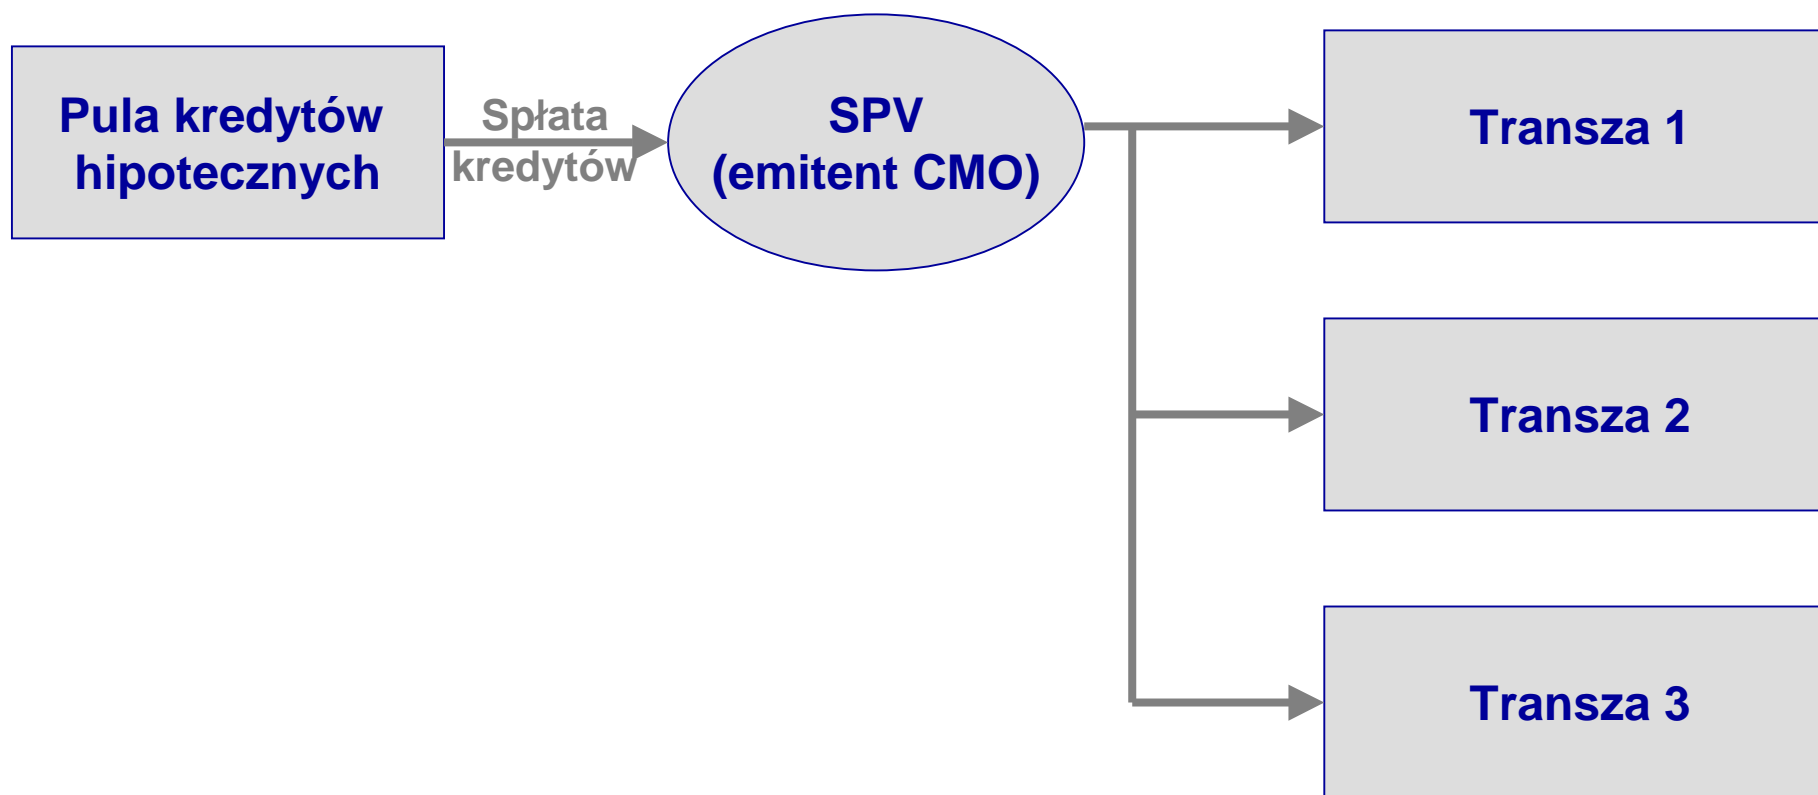 Pula kredytów
hipotecznych
Spłata
kredytów
SPV
(emitent CMO)
Transza 1
Transza 2
Transza 3